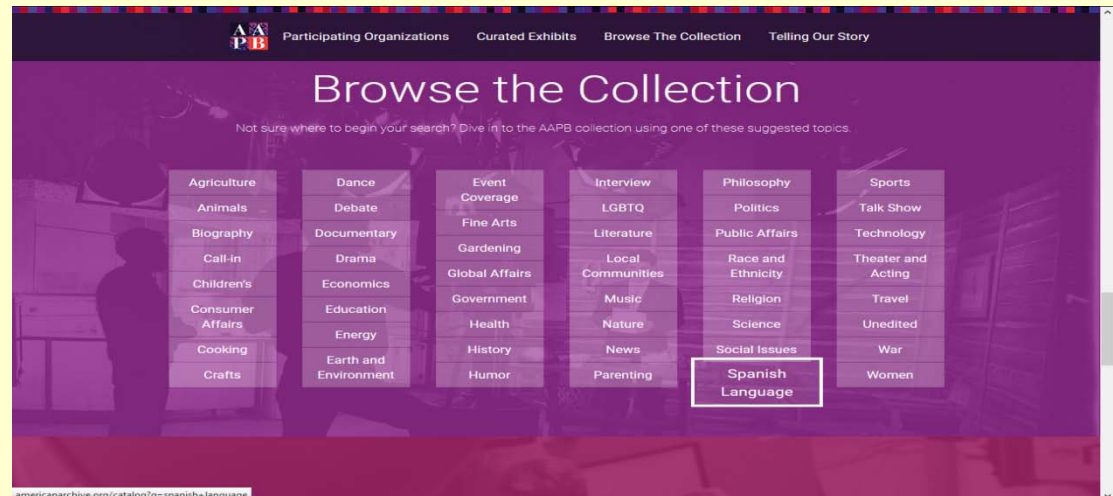 A A
P B
Participating Organizations
Curated Exhibits
Browse The Collection
Telling Our Story
Browse the Collection
Not sure where to begin your search? Dive in to the AAPB collection using one of these suggested topics.
Agriculture
Animals
Biography
Call-in
Children's
Consumer
Affairs
Cooking
Crafts
Dance
Debate
Documentary
Drama
Economics
Education
Energy
Earth and
Environment
Event
Coverage
Fine Arts
Gardening
Global Affairs
Government
Health
History
Humor
Interview
LGBTQ
Literature
Local
Communities
Music
Nature
News
Parenting
Philosophy
Politics
Public Affairs
Race and
Ethnicity
Religion
Science
Social Issues
Spanish
Language
Sports
Talk Show
Technology
Theater and
Acting
Travel
Unedited
War
Women
americanarchive.org/catalog?q=spanish+language